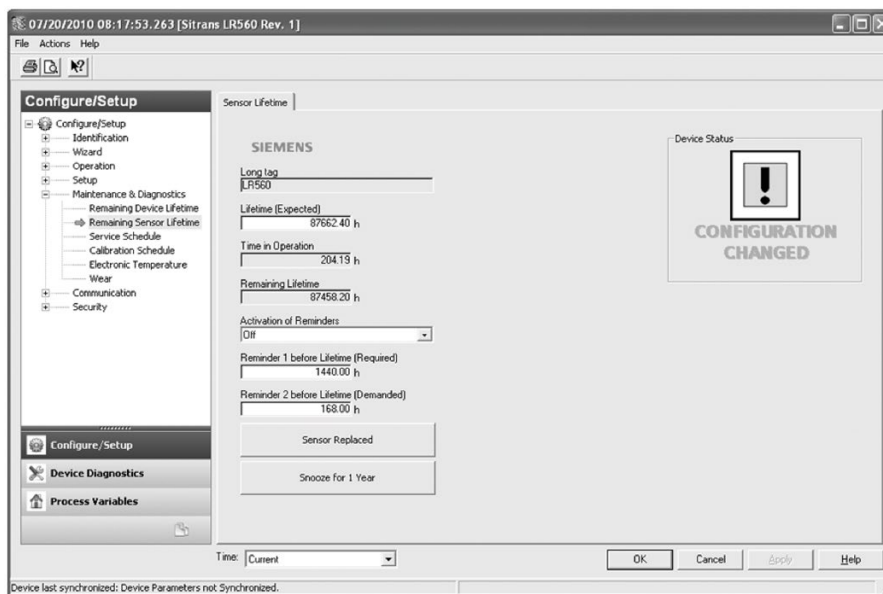 07/20/2010 08:17:53.263 [Sitrans LR560 Rev. 1]
File Actions Help
Configure/Setup
Configure/Setup
Identification
Wizard
Operation
Setup
Maintenance & Diagnostics
Remaining Device Lifetime
Remaining Sensor Lifetime
Service Schedule
Calibration Schedule
Electronic Temperature
Wear
Communication
Security
Configure/Setup
Device Diagnostics
Process Variables
Sensor Lifetime
SIEMENS
Long tag
LR560
Lifetime (Expected)
87662.40 h
Time in Operation
204.19 h
Remaining Lifetime
87458.20 h
Activation of Reminders
Off
Reminder 1 before Lifetime (Required)
1440.00 h
Reminder 2 before Lifetime (Demanded)
168.00 h
Sensor Replaced
Snooze for 1 Year
Device Status
!
CONFIGURATION
CHANGED
Time: Current
OK Cancel Apply Help
Device last synchronized: Device Parameters not Synchronized.